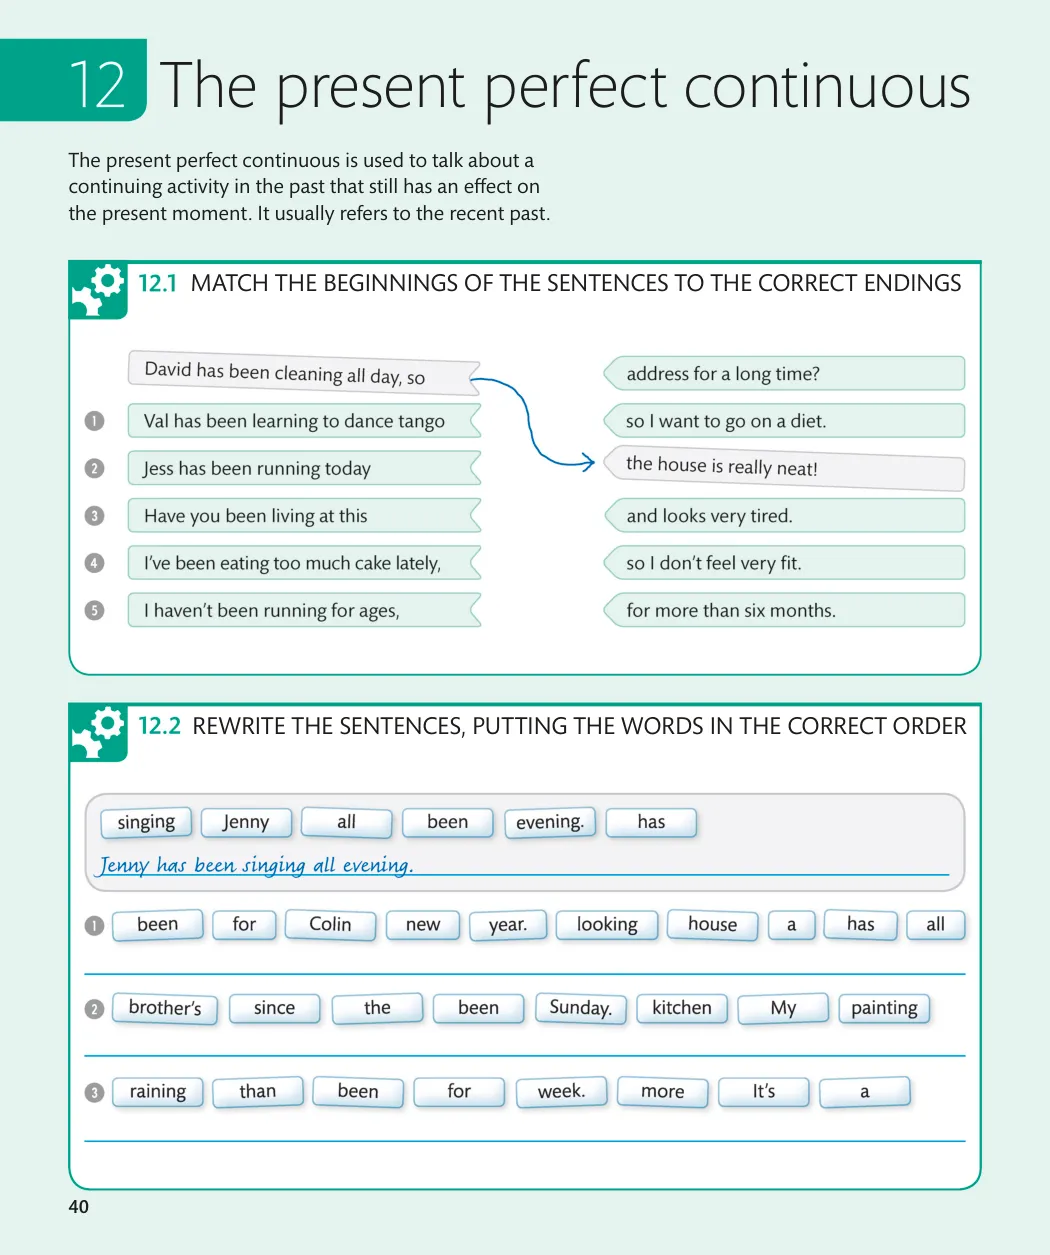 12 The present perfect continuous
The present perfect continuous is used to talk about a
continuing activity in the past that still has an effect on
the present moment. It usually refers to the recent past.
12.1 MATCH THE BEGINNINGS OF THE SENTENCES TO THE CORRECT ENDINGS
David has been cleaning all day, so
address for a long time?
1 Val has been learning to dance tango
so I want to go on a diet.
2 Jess has been running today
the house is really neat!
3 Have you been living at this
and looks very tired.
4 I’ve been eating too much cake lately,
so I don’t feel very fit.
5 I haven’t been running for ages,
for more than six months.
12.2 REWRITE THE SENTENCES, PUTTING THE WORDS IN THE CORRECT ORDER
singing Jenny all been evening. has
Jenny has been singing all evening.
1 been for Colin new year. looking house a has all
2 brother’s since the been Sunday. kitchen My painting
3 raining than been for week. more It’s a
40